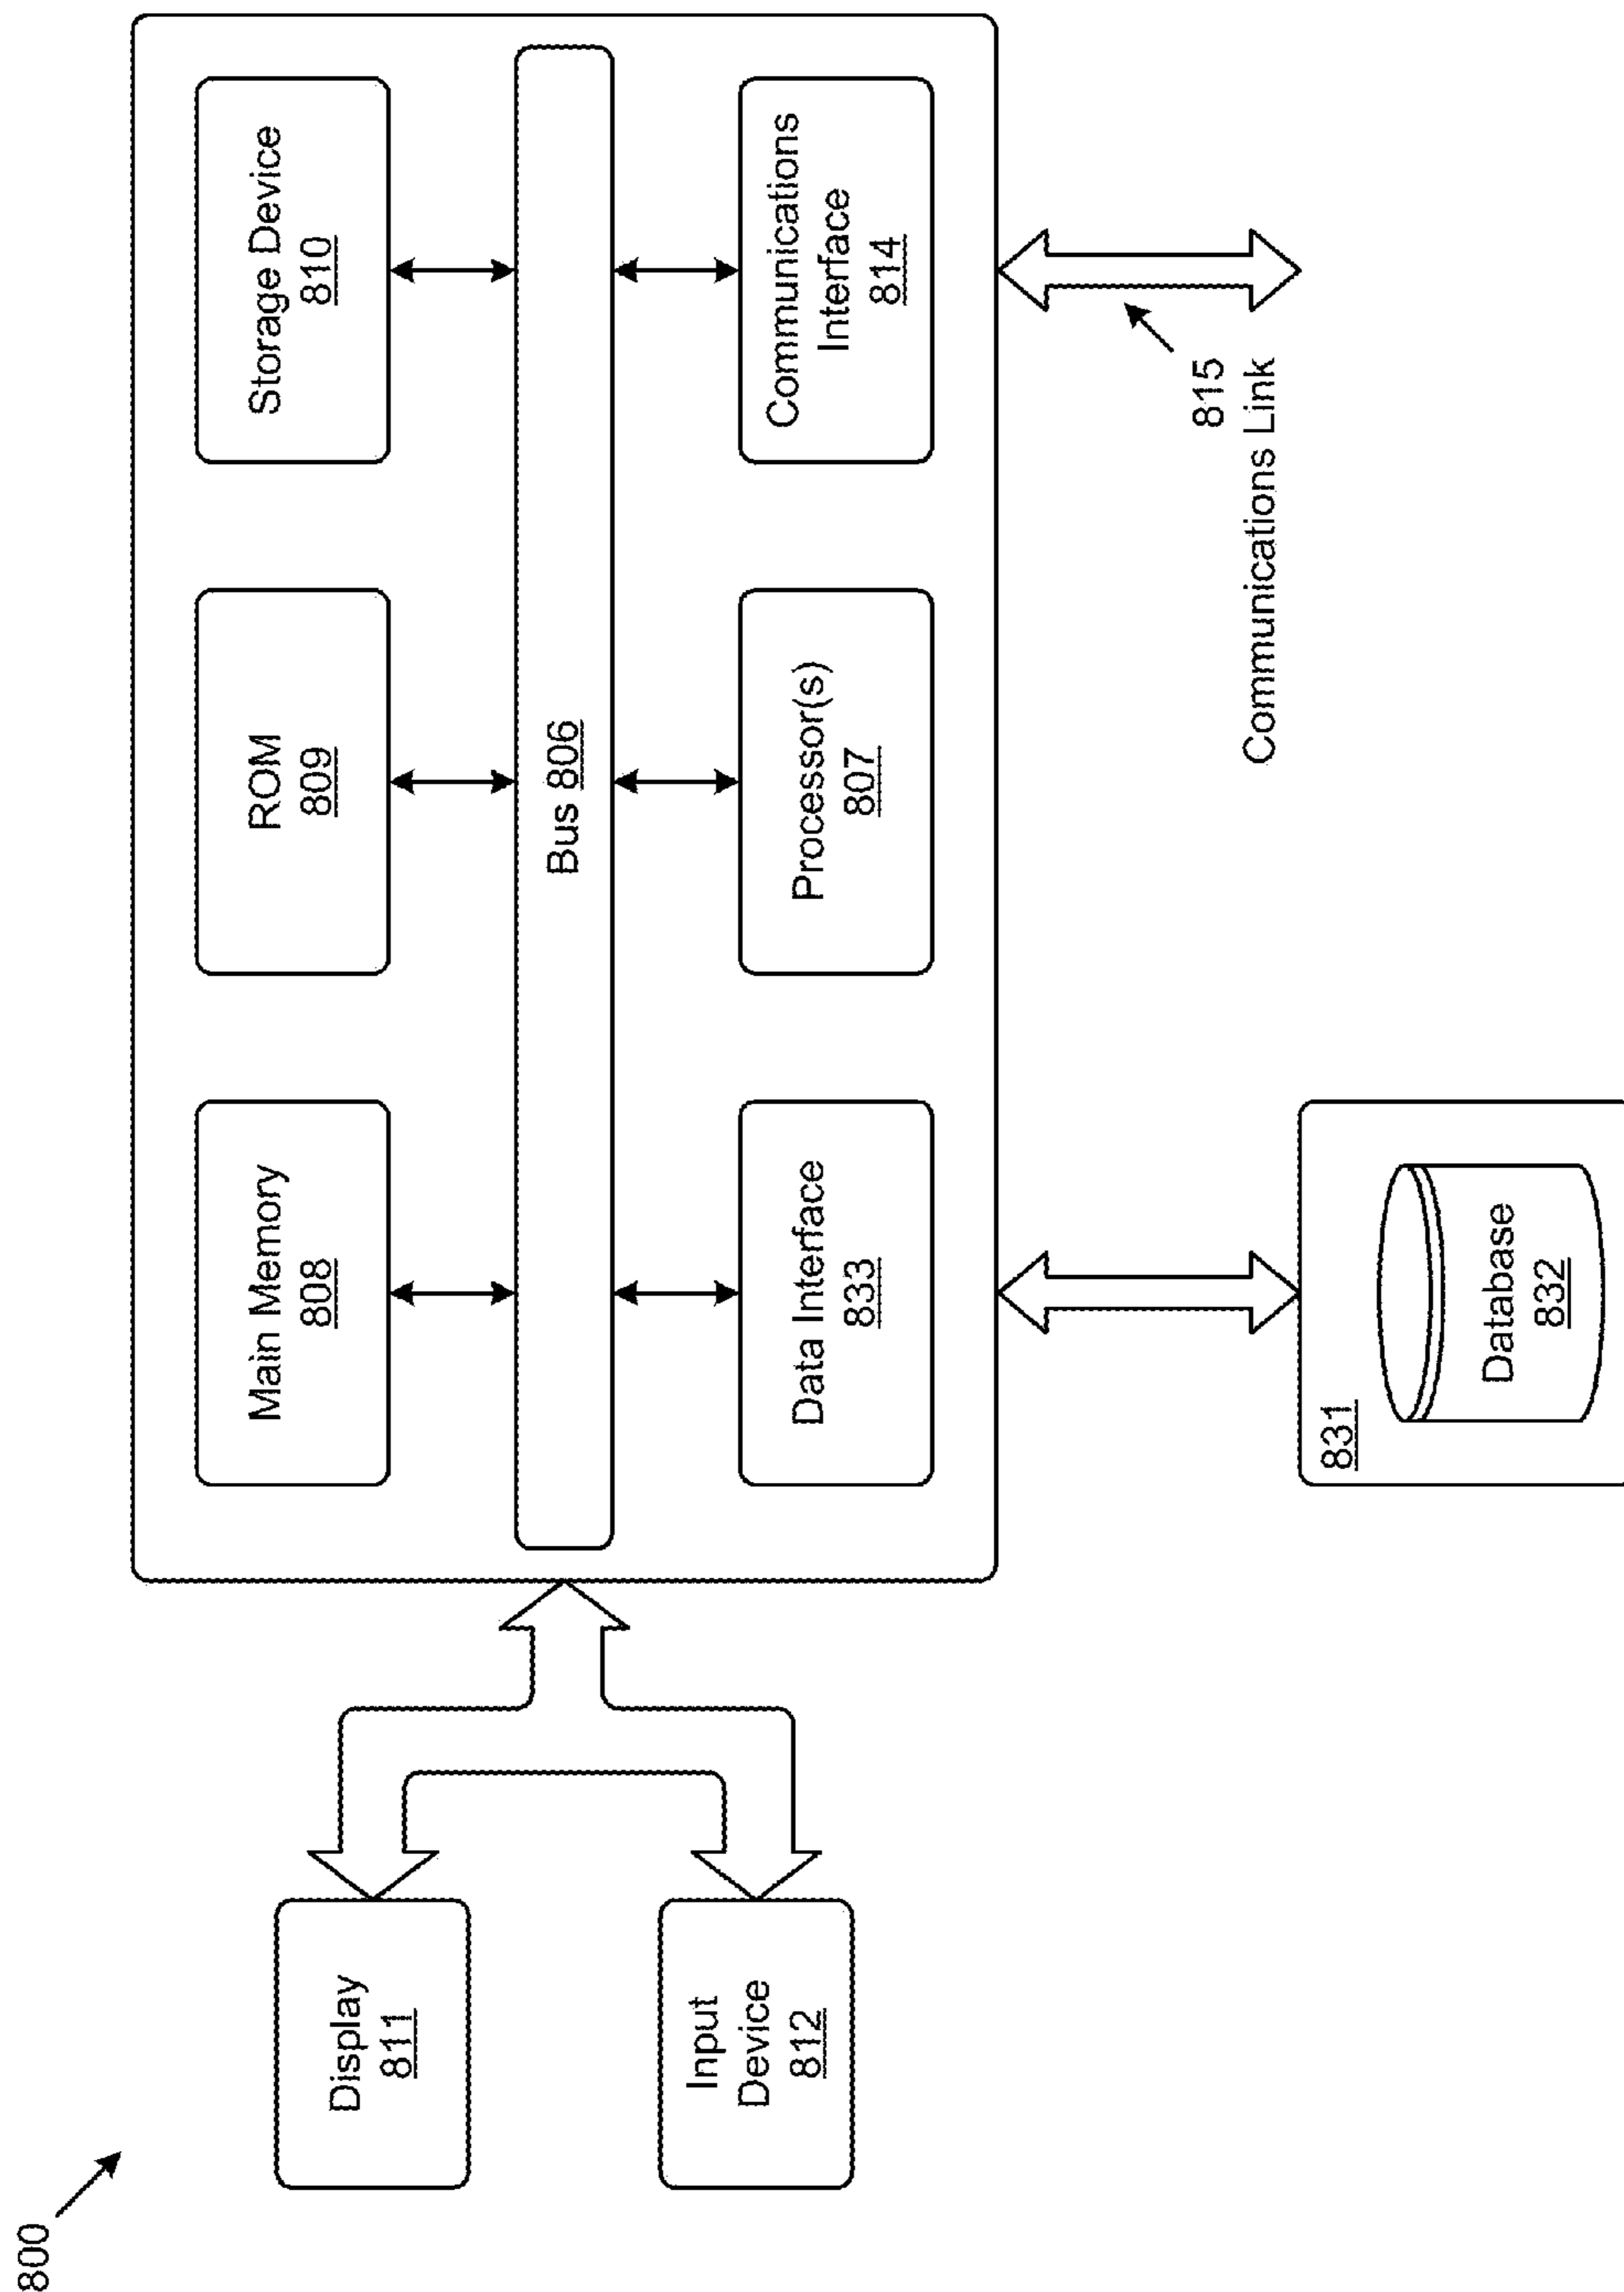 800
Display
811
Input
Device
812
Main Memory
808
ROM
809
Storage Device
810
Bus 806
Data Interface
833
Processor(s)
807
Communications
Interface
814
831
Database
832
815
Communications Link